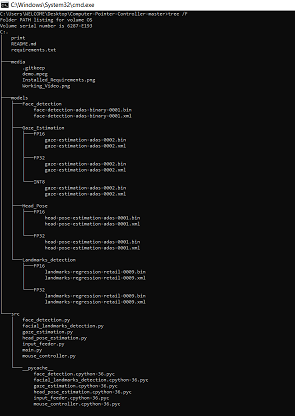 C:\Windows\System32\cmd.exe
C:\Users\WELCOME\Desktop\Computer-Pointer-Controller-master>tree /F
Folder PATH listing for volume OS
Volume serial number is 6287-E193
C:.
print
README.md
requirements.txt
media
.gitkeep
demo.mpeg
Installed_Requirements.png
Working_Video.png
models
Face_detection
face-detection-adas-binary-0001.bin
face-detection-adas-binary-0001.xml
Gaze_Estimation
FP16
gaze-estimation-adas-0002.bin
gaze-estimation-adas-0002.xml
FP32
gaze-estimation-adas-0002.bin
gaze-estimation-adas-0002.xml
INT8
gaze-estimation-adas-0002.bin
gaze-estimation-adas-0002.xml
Head_Pose
FP16
head-pose-estimation-adas-0001.bin
head-pose-estimation-adas-0001.xml
FP32
head-pose-estimation-adas-0001.bin
head-pose-estimation-adas-0001.xml
Landmarks_detection
FP16
landmarks-regression-retail-0009.bin
landmarks-regression-retail-0009.xml
FP32
landmarks-regression-retail-0009.bin
landmarks-regression-retail-0009.xml
src
face_detection.py
facial_landmarks_detection.py
gaze_estimation.py
head_pose_estimation.py
input_feeder.py
main.py
mouse_controller.py
__pycache__
face_detection.cpython-36.pyc
facial_landmarks_detection.cpython-36.pyc
gaze_estimation.cpython-36.pyc
head_pose_estimation.cpython-36.pyc
input_feeder.cpython-36.pyc
mouse_controller.cpython-36.pyc